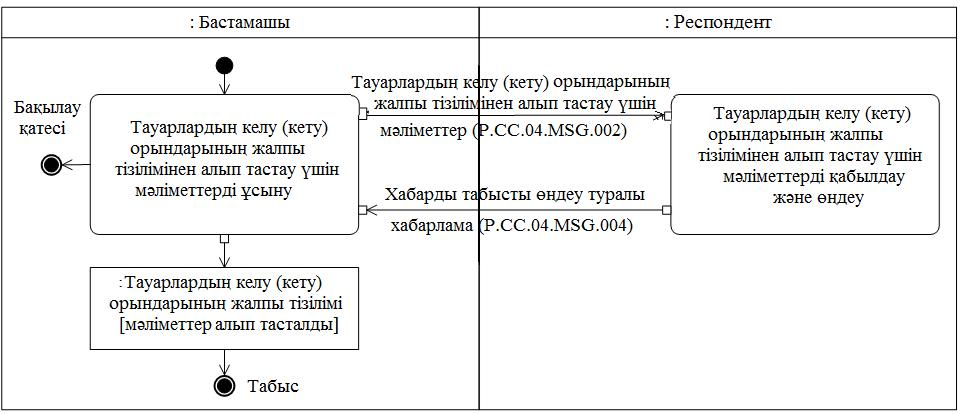 : Бастамашы
: Респондент
Бақылау
қатесі
Тауарлардың келу (кету)
орындарының жалпы
тізілімінен алып тастау үшін
мәліметтерді ұсыну
Тауарлардың келу (кету) орындарының
жалпы тізілімінен алып тастау үшін
мәліметтер (P.CC.04.MSG.002)
Тауарлардың келу (кету)
орындарының жалпы
тізілімінен алып тастау үшін
мәліметтерді қабылдау
және өңдеу
Хабарды табысты өңдеу туралы
хабарлама (P.CC.04.MSG.004)
:Тауарлардың келу (кету)
орындарының жалпы тізілімі
[мәліметтер алып тасталды]
Табыс